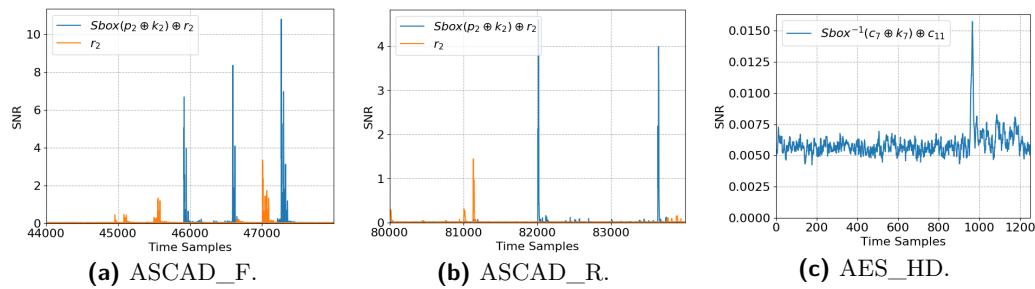 SNR
10
8
6
4
2
0
Sbox(p₂ ⊕ k₂) ⊕ r₂
r₂
44000 45000 46000 47000
Time Samples
(a) ASCAD_F.
SNR
4
3
2
1
0
Sbox(p₂ ⊕ k₂) ⊕ r₂
r₂
80000 81000 82000 83000
Time Samples
(b) ASCAD_R.
SNR
0.0150
0.0125
0.0100
0.0075
0.0050
0.0025
0.0000
Sbox⁻¹(c₇ ⊕ k₇) ⊕ c₁₁
0 200 400 600 800 1000 1200
Time Samples
(c) AES_HD.